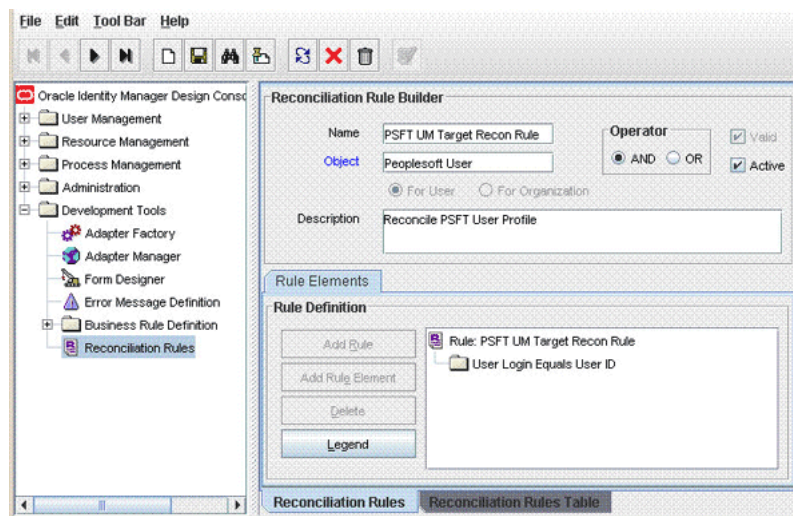 File Edit Tool Bar Help
Oracle Identity Manager Design Consc
User Management
Resource Management
Process Management
Administration
Development Tools
Adapter Factory
Adapter Manager
Form Designer
Error Message Definition
Business Rule Definition
Reconciliation Rules
Reconciliation Rule Builder
Name PSFT UM Target Recon Rule
Operator
AND OR
Valid
Object Peoplesoft User
Active
For User For Organization
Description Reconcile PSFT User Profile
Rule Elements
Rule Definition
Add Rule
Add Rule Element
Delete
Legend
Rule: PSFT UM Target Recon Rule
User Login Equals User ID
Reconciliation Rules Reconciliation Rules Table